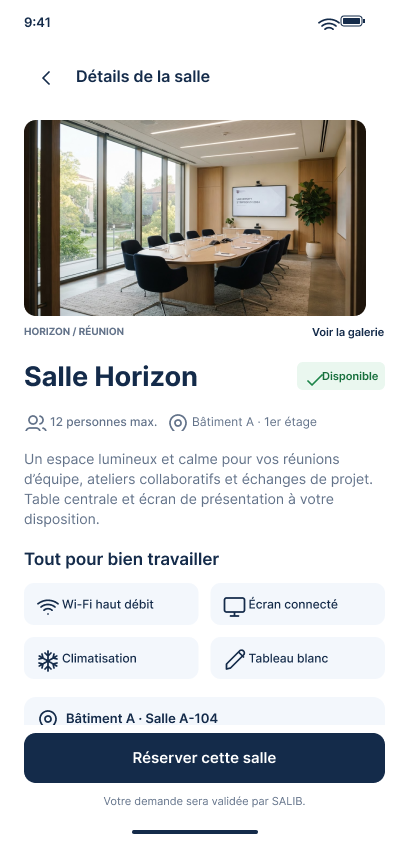 9:41
Détails de la salle
HORIZON / RÉUNION
Voir la galerie
Salle Horizon
Disponible
12 personnes max.
Bâtiment A · 1er étage
Un espace lumineux et calme pour vos réunions
d’équipe, ateliers collaboratifs et échanges de projet.
Table centrale et écran de présentation à votre
disposition.
Tout pour bien travailler
Wi-Fi haut débit
Écran connecté
Climatisation
Tableau blanc
Bâtiment A · Salle A-104
Réserver cette salle
Votre demande sera validée par SALIB.